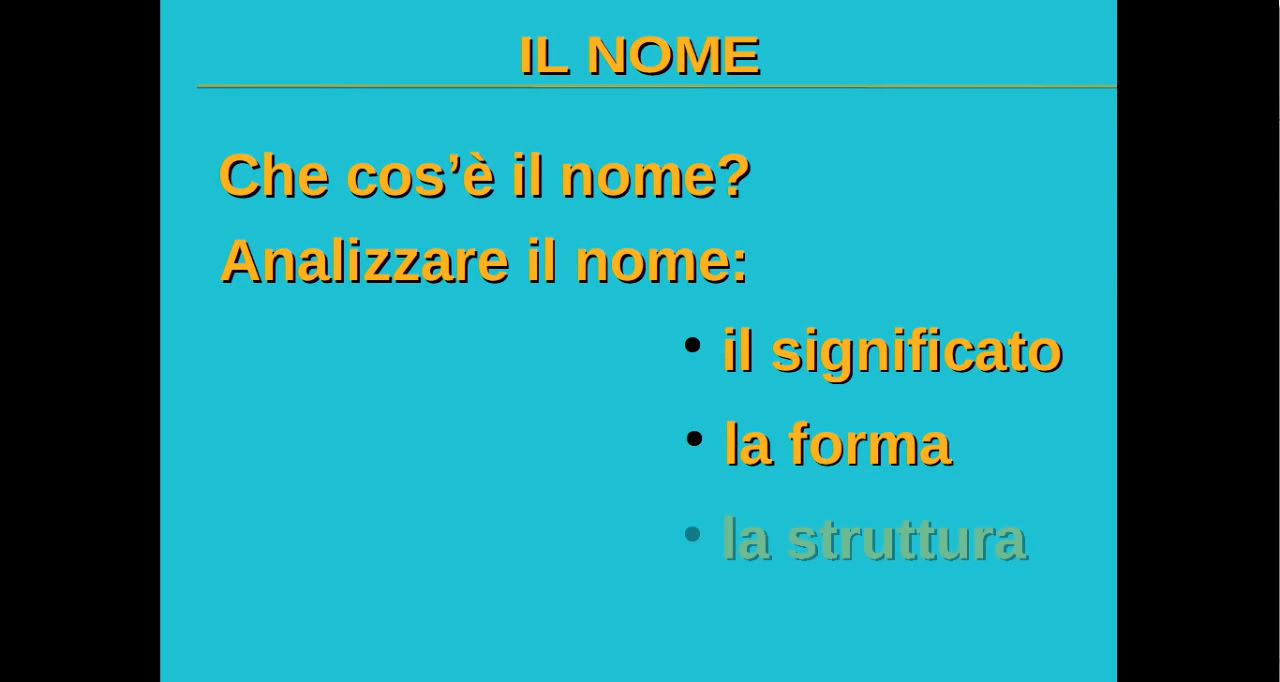 IL NOME
Che cos’è il nome?
Analizzare il nome:
• il significato
• la forma
• la struttura